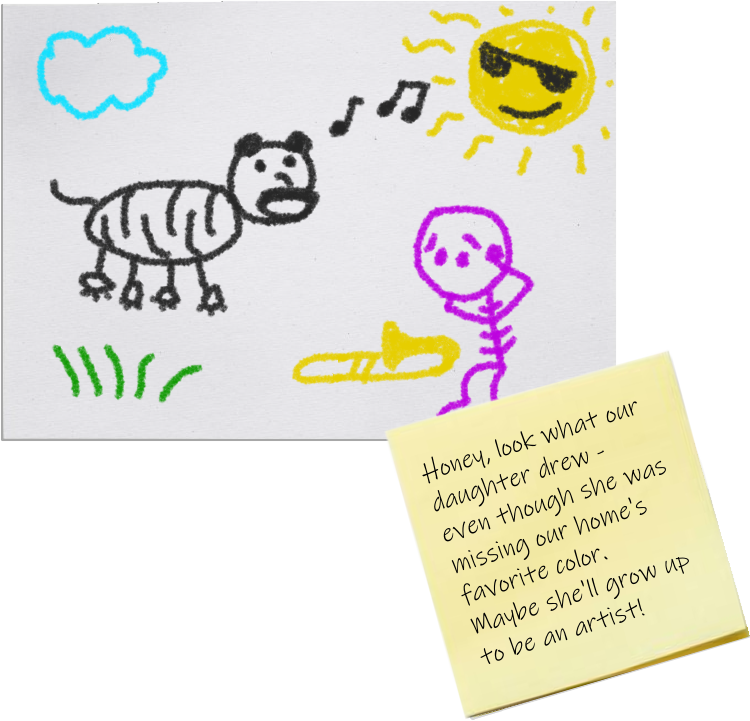 Honey, look what our
daughter drew -
even though she was
missing our home's
favorite color.
Maybe she'll grow up
to be an artist!